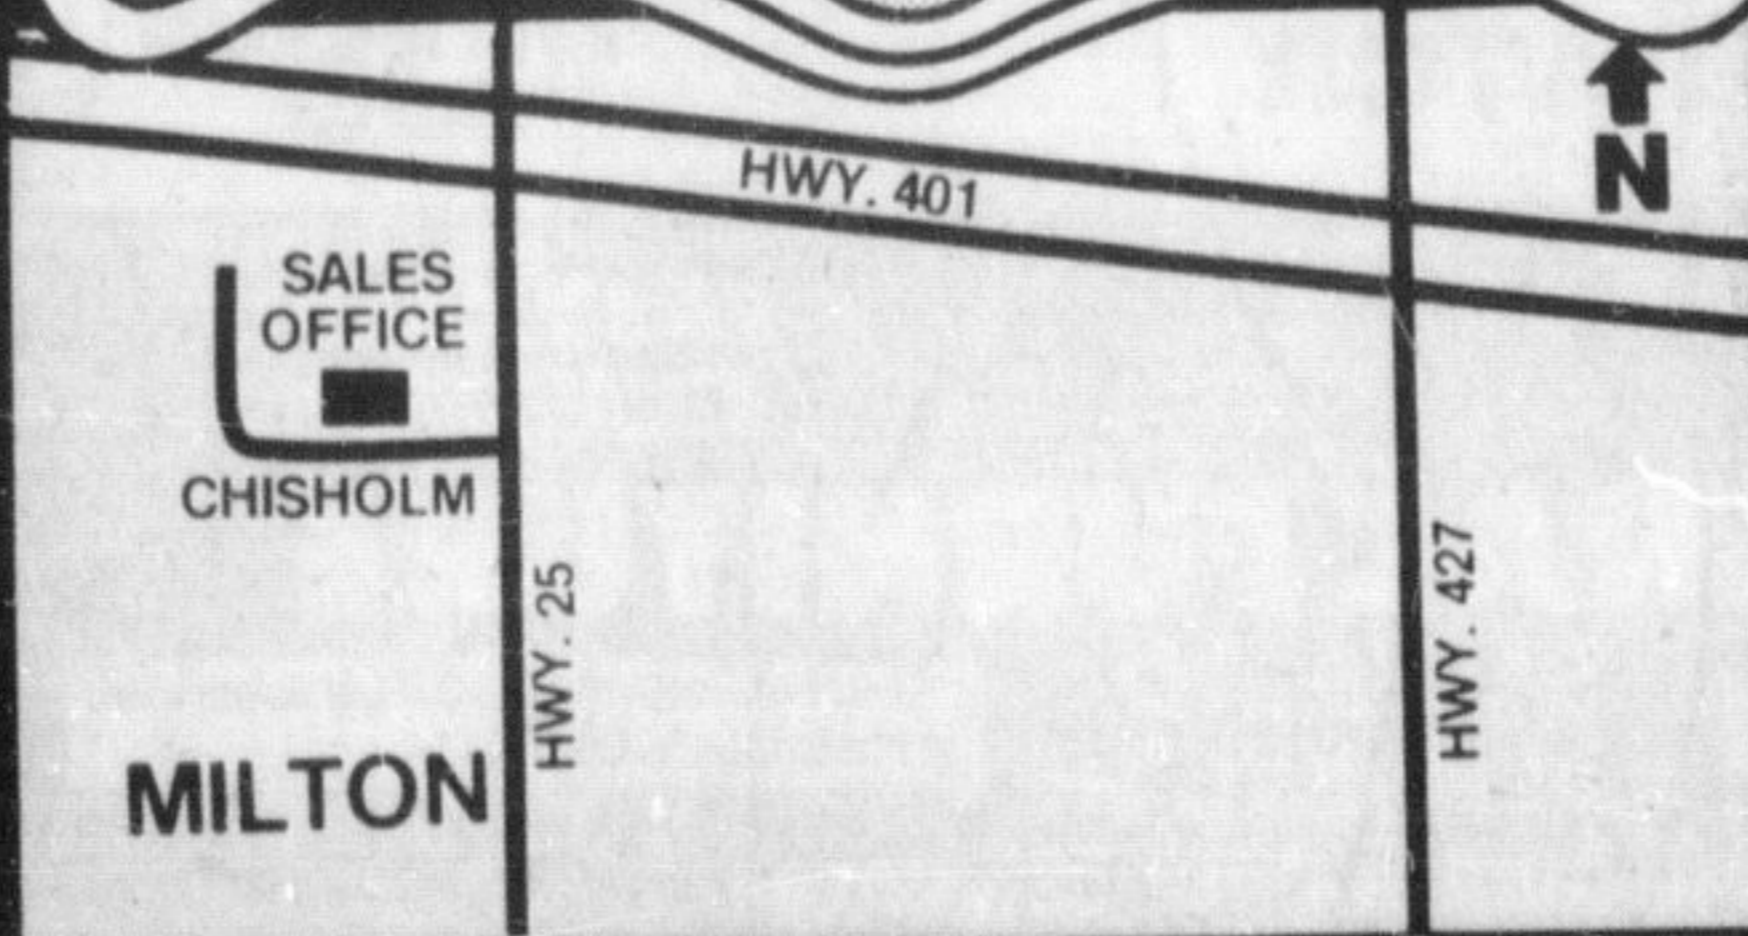 HWY. 401
N
SALES
OFFICE
CHISHOLM
HWY. 25
HWY. 427
MILTON